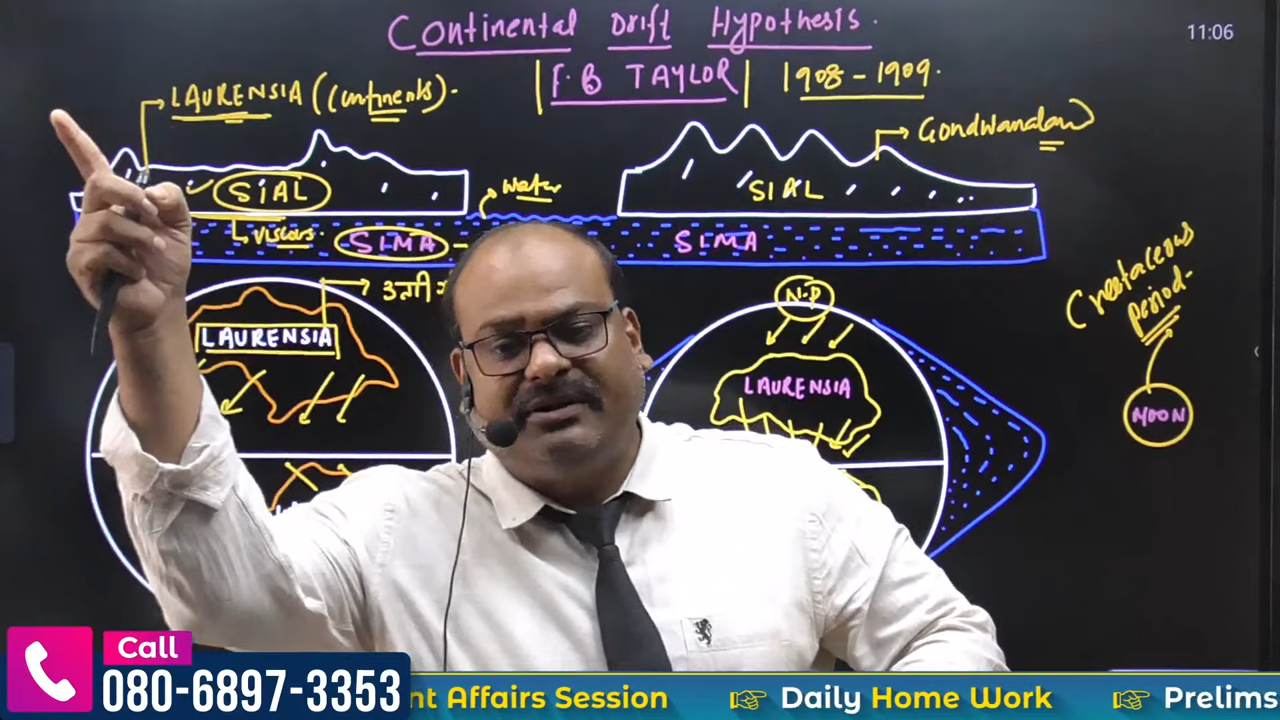 Continental Drift Hypothesis.
11:06
| F.B TAYLOR | 1908-1909.
LAURENSIA (Continents).
Gondwanaland
SiAL
water
SIAL
viscous.
SIMA
SIMA
Creetaceous
period.
N.P
LAURENSIA
LAURENSIA
MOON
Call
080-6897-3353
nt Affairs Session
Daily Home Work
Prelims